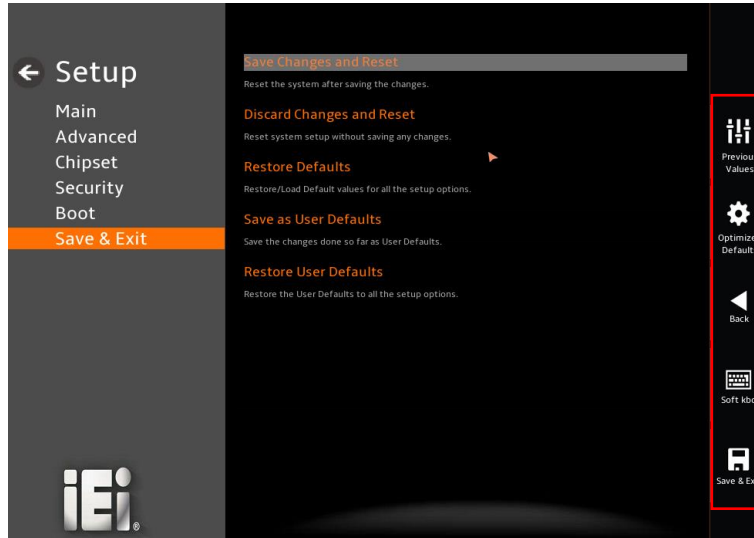 Setup
Main
Advanced
Chipset
Security
Boot
Save & Exit
iEi®
Save Changes and Reset
Reset the system after saving the changes.
Discard Changes and Reset
Reset system setup without saving any changes.
Restore Defaults
Restore/Load Default values for all the setup options.
Save as User Defaults
Save the changes done so far as User Defaults.
Restore User Defaults
Restore the User Defaults to all the setup options.
Values
Back
Soft
Save &